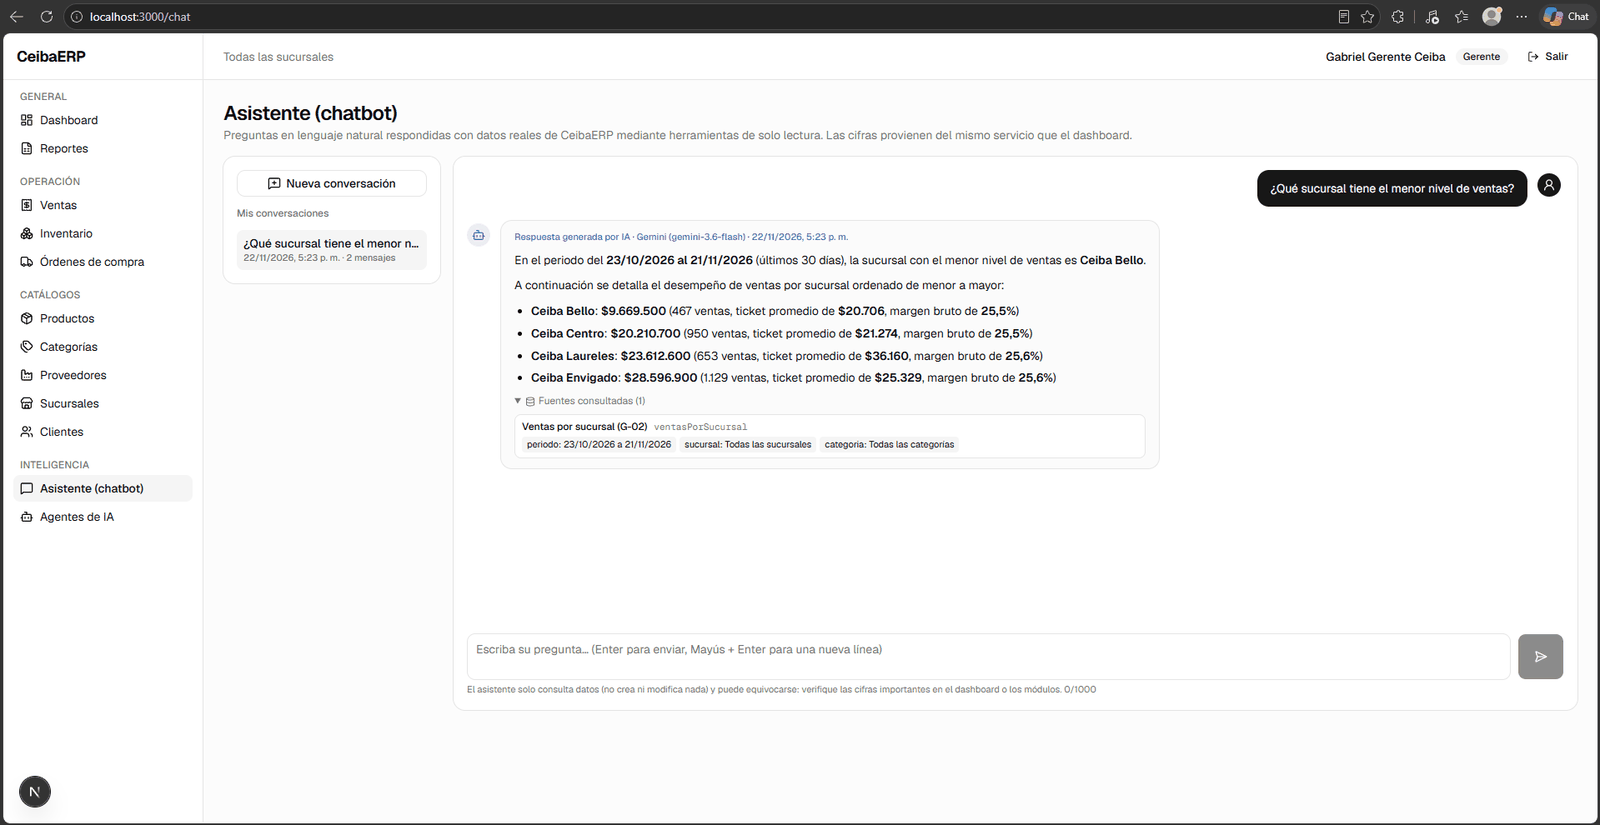 localhost:3000/chat
Chat
CeibaERP
Todas las sucursales
Gabriel Gerente Ceiba
Gerente
Salir
GENERAL
Dashboard
Reportes
OPERACIÓN
Ventas
Inventario
Órdenes de compra
CATÁLOGOS
Productos
Categorías
Proveedores
Sucursales
Clientes
INTELIGENCIA
Asistente (chatbot)
Agentes de IA
N
Asistente (chatbot)
Preguntas en lenguaje natural respondidas con datos reales de CeibaERP mediante herramientas de solo lectura. Las cifras provienen del mismo servicio que el dashboard.
Nueva conversación
Mis conversaciones
¿Qué sucursal tiene el menor n...
22/11/2026, 5:23 p. m. · 2 mensajes
¿Qué sucursal tiene el menor nivel de ventas?
Respuesta generada por IA · Gemini (gemini-3.6-flash) · 22/11/2026, 5:23 p. m.
En el periodo del 23/10/2026 al 21/11/2026 (últimos 30 días), la sucursal con el menor nivel de ventas es Ceiba Bello.
A continuación se detalla el desempeño de ventas por sucursal ordenado de menor a mayor:
• Ceiba Bello: $9.669.500 (467 ventas, ticket promedio de $20.706, margen bruto de 25,5%)
• Ceiba Centro: $20.210.700 (950 ventas, ticket promedio de $21.274, margen bruto de 25,5%)
• Ceiba Laureles: $23.612.600 (653 ventas, ticket promedio de $36.160, margen bruto de 25,6%)
• Ceiba Envigado: $28.596.900 (1.129 ventas, ticket promedio de $25.329, margen bruto de 25,6%)
▼ Fuentes consultadas (1)
Ventas por sucursal (G-02) ventasPorSucursal
periodo: 23/10/2026 a 21/11/2026 sucursal: Todas las sucursales categoria: Todas las categorías
Escriba su pregunta... (Enter para enviar, Mayús + Enter para una nueva línea)
El asistente solo consulta datos (no crea ni modifica nada) y puede equivocarse: verifique las cifras importantes en el dashboard o los módulos. 0/1000